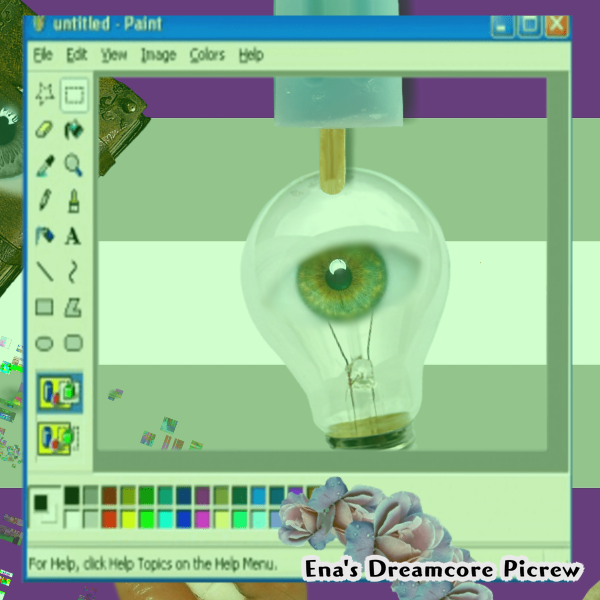 untitled - Paint
File Edit View Image Colors Help
A
For Help, click Help Topics on the Help Menu.
Ena's Dreamcore Picrew